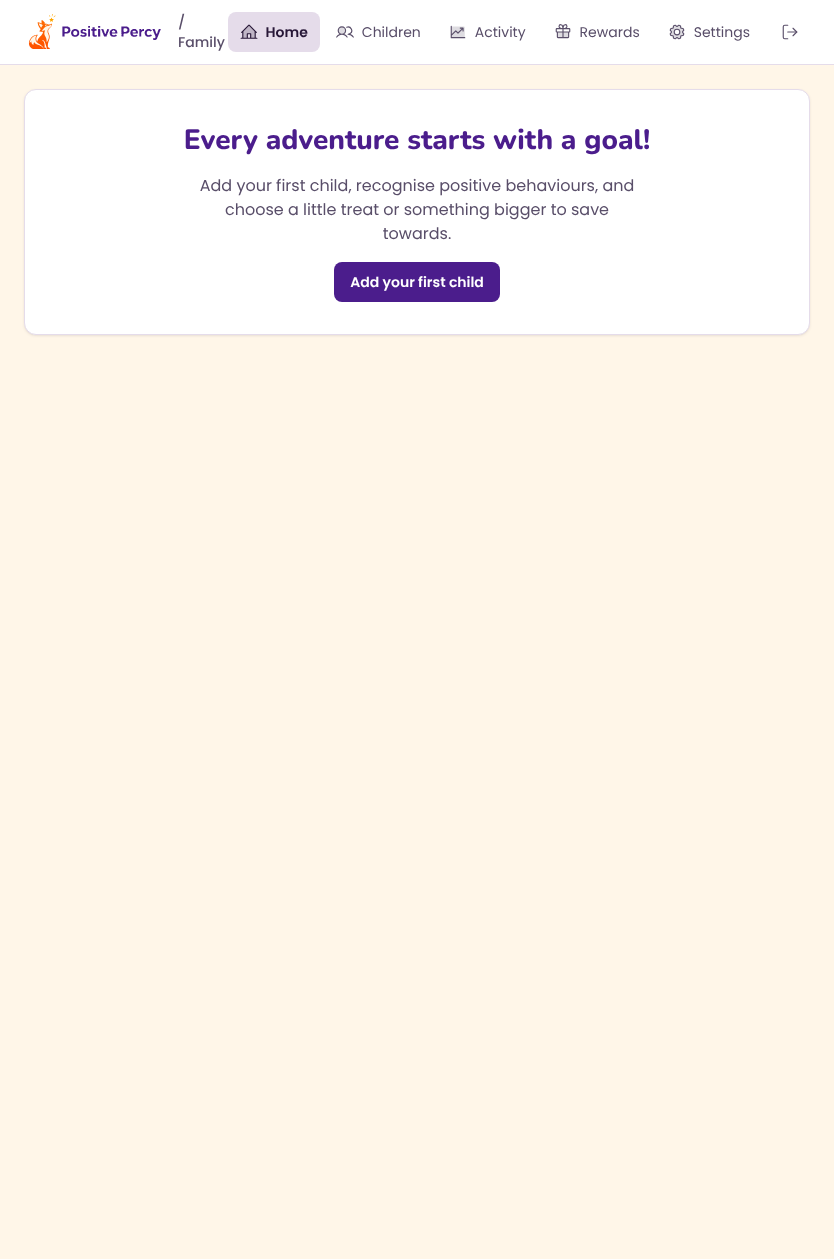 Positive Percy
/
Family
Home
Children
Activity
Rewards
Settings
Every adventure starts with a goal!
Add your first child, recognise positive behaviours, and
choose a little treat or something bigger to save
towards.
Add your first child